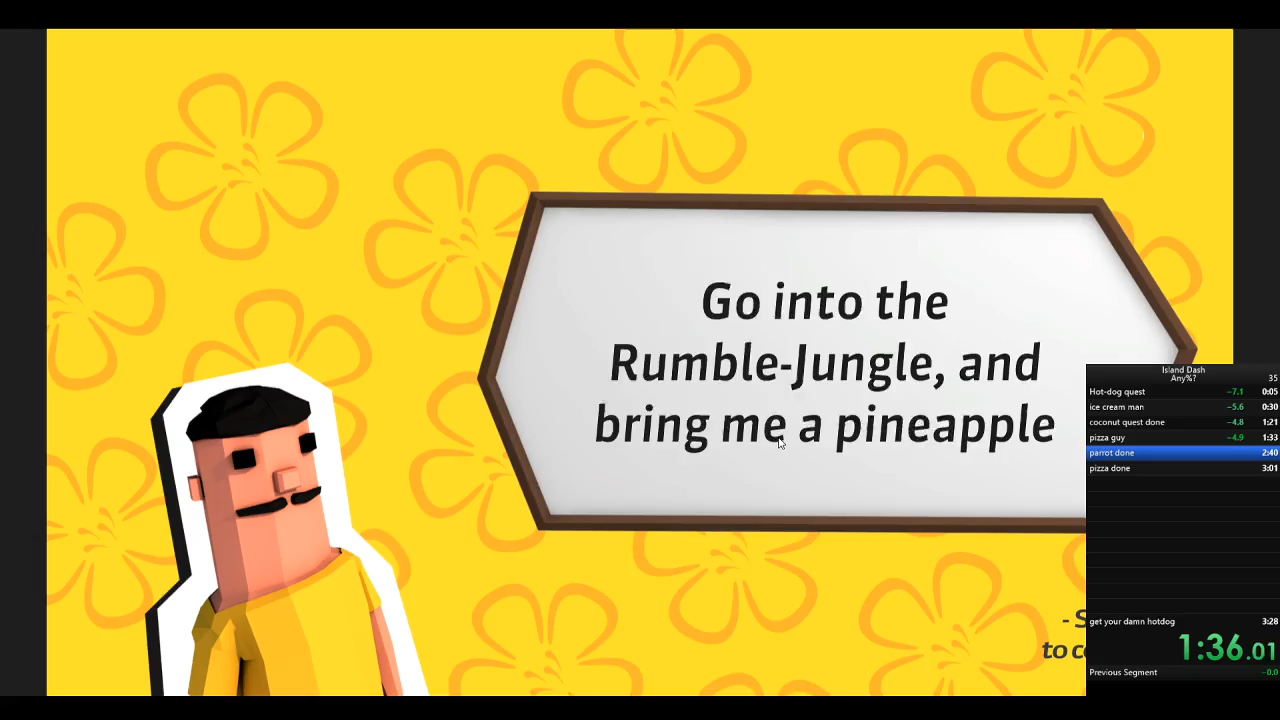 Go into the
Rumble-Jungle, and
bring me a pineapple
Island Dash
Any%? 35
Hot-dog quest −7.1 0:05
ice cream man −5.6 0:30
coconut quest done −4.8 1:21
pizza guy −4.9 1:33
parrot done 2:40
pizza done 3:01
- S
to c
get your damn hotdog 3:28
1:36.01
Previous Segment −0.0